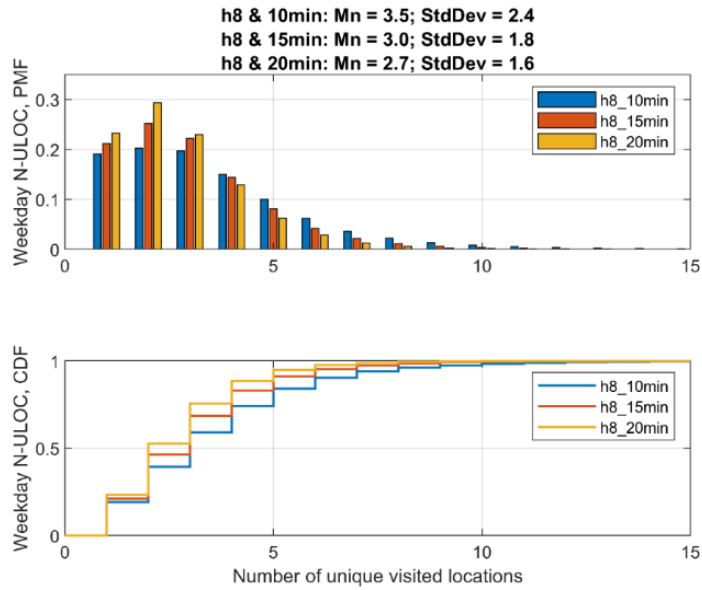 h8 & 10min: Mn = 3.5; StdDev = 2.4
h8 & 15min: Mn = 3.0; StdDev = 1.8
h8 & 20min: Mn = 2.7; StdDev = 1.6
Weekday N-ULOC, PMF
0.3
0.2
0.1
0
h8_10min
h8_15min
h8_20min
0
5
10
15
Weekday N-ULOC, CDF
1
0.5
0
h8_10min
h8_15min
h8_20min
0
5
10
15
Number of unique visited locations